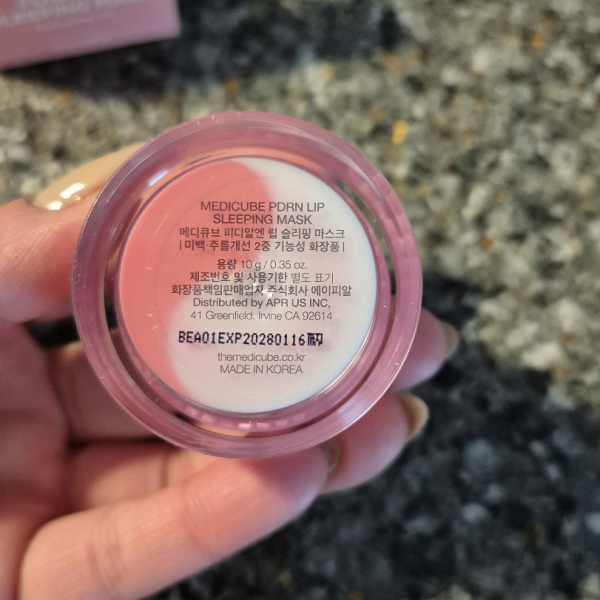 SLEEPING MASK
MEDICUBE PDRN LIP
SLEEPING MASK
메디큐브 피디알엔 립 슬리핑 마스크
| 미백·주름개선 2중 기능성 화장품 |
용량 10 g / 0.35 oz.
제조번호 및 사용기한 별도 표기
화장품책임판매업자 주식회사 에이피알
Distributed by APR US INC,
41 Greenfield, Irvine CA 92614
BEA01EXP20280116
themedicube.co.kr
MADE IN KOREA